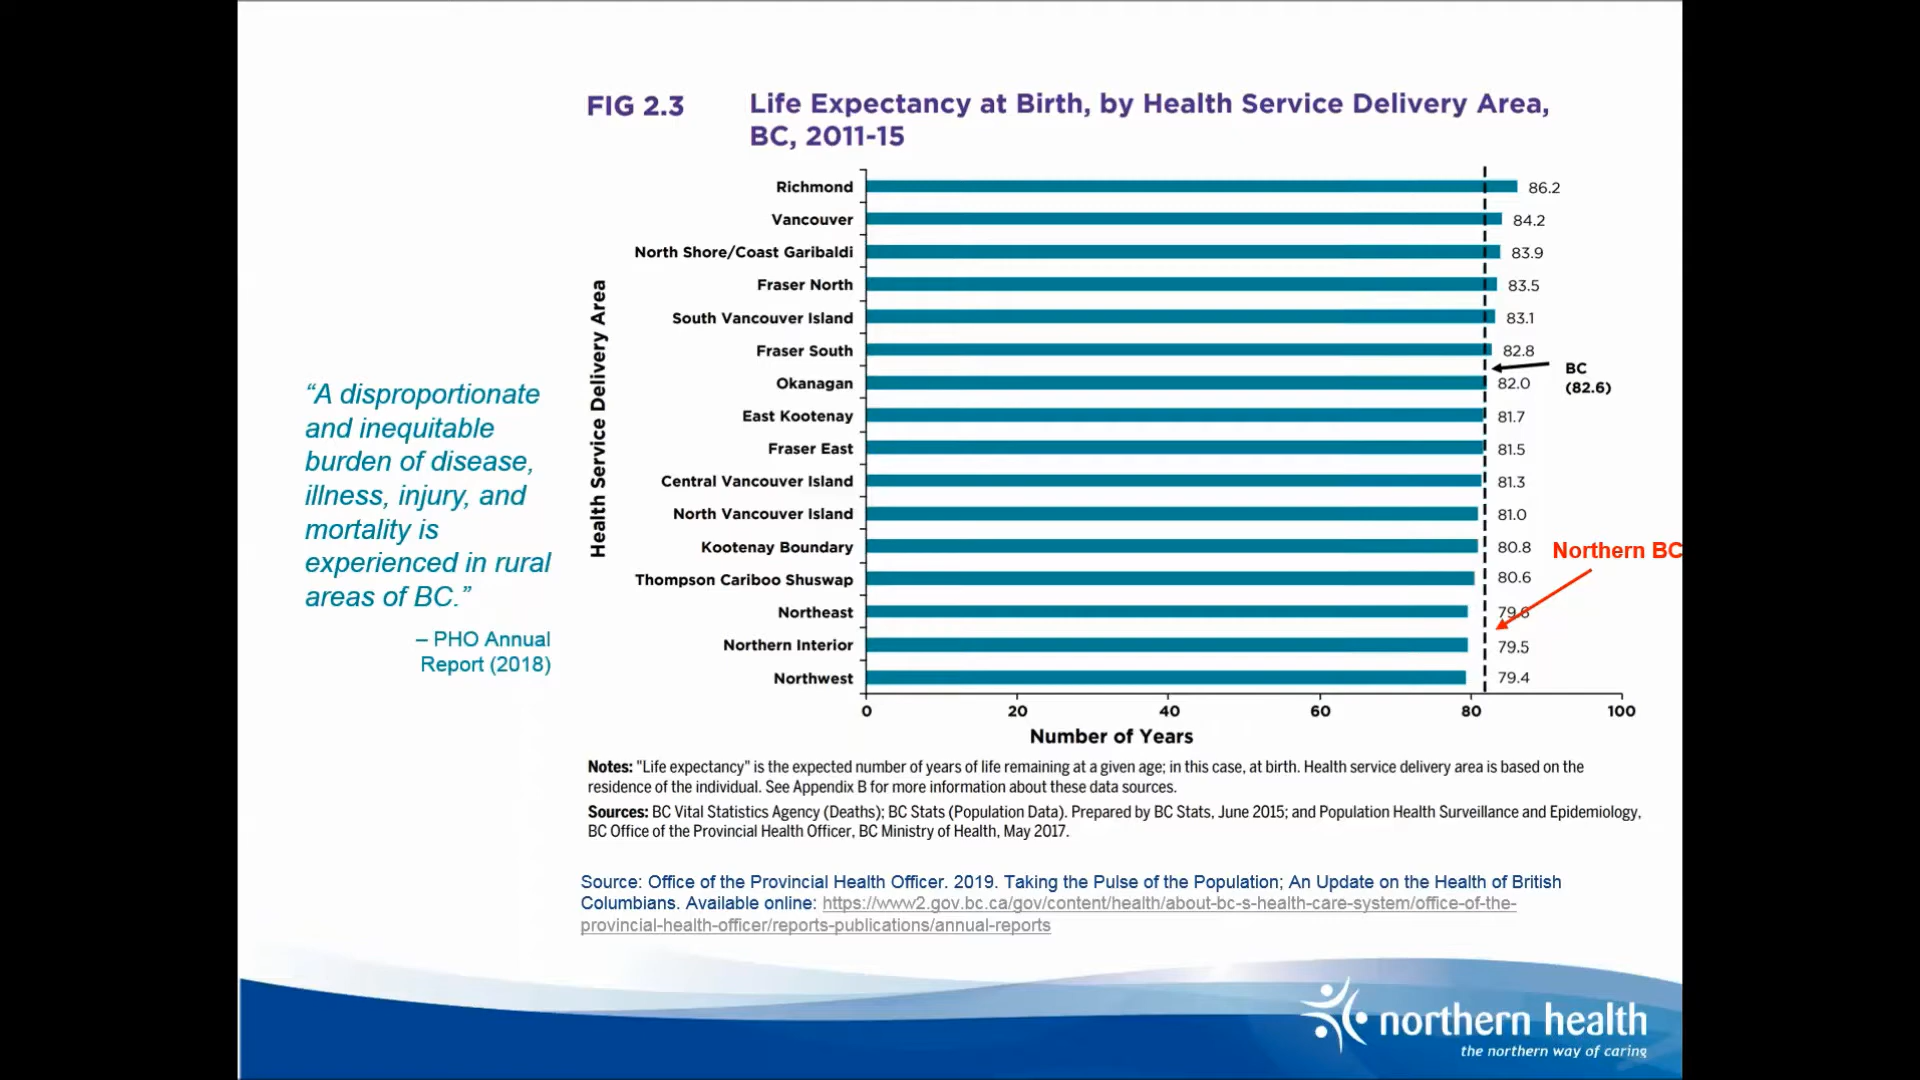 FIG 2.3
Life Expectancy at Birth, by Health Service Delivery Area,
BC, 2011-15
Health Service Delivery Area
Richmond 86.2
Vancouver 84.2
North Shore/Coast Garibaldi 83.9
Fraser North 83.5
South Vancouver Island 83.1
Fraser South 82.8
BC
(82.6)
Okanagan 82.0
East Kootenay 81.7
Fraser East 81.5
Central Vancouver Island 81.3
North Vancouver Island 81.0
Kootenay Boundary 80.8
Northern BC
Thompson Cariboo Shuswap 80.6
Northeast 79.6
Northern Interior 79.5
Northwest 79.4
0 20 40 60 80 100
Number of Years
“A disproportionate
and inequitable
burden of disease,
illness, injury, and
mortality is
experienced in rural
areas of BC.”
– PHO Annual
Report (2018)
Notes: "Life expectancy" is the expected number of years of life remaining at a given age; in this case, at birth. Health service delivery area is based on the
residence of the individual. See Appendix B for more information about these data sources.
Sources: BC Vital Statistics Agency (Deaths); BC Stats (Population Data). Prepared by BC Stats, June 2015; and Population Health Surveillance and Epidemiology,
BC Office of the Provincial Health Officer, BC Ministry of Health, May 2017.
Source: Office of the Provincial Health Officer. 2019. Taking the Pulse of the Population; An Update on the Health of British
Columbians. Available online: https://www2.gov.bc.ca/gov/content/health/about-bc-s-health-care-system/office-of-the-
provincial-health-officer/reports-publications/annual-reports
northern health
the northern way of caring